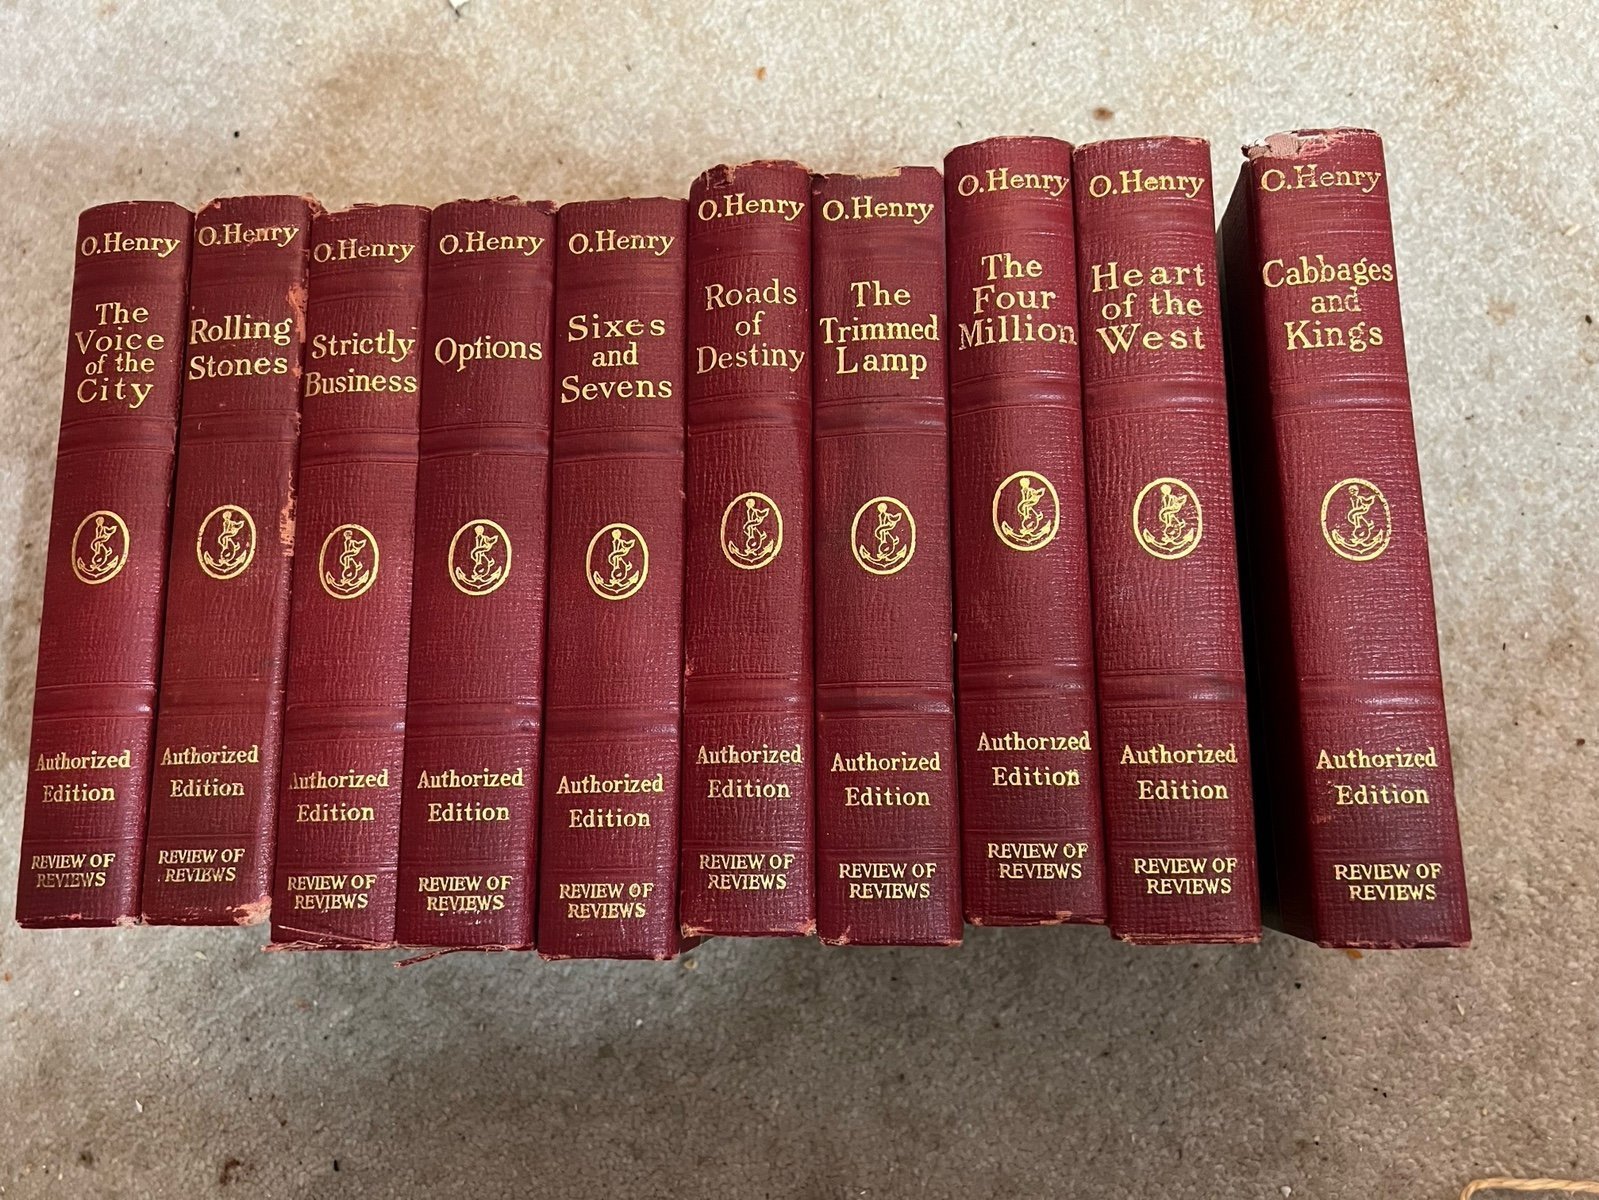 O.Henry
The
Voice
of the
City
Authorized
Edition
REVIEW OF
REVIEWS
O.Henry
Rolling
Stones
Authorized
Edition
REVIEW OF
REVIEWS
O.Henry
Strictly
Business
Authorized
Edition
REVIEW OF
REVIEWS
O.Henry
Options
Authorized
Edition
REVIEW OF
REVIEWS
O.Henry
Sixes
and
Sevens
Authorized
Edition
REVIEW OF
REVIEWS
O.Henry
Roads
of
Destiny
Authorized
Edition
REVIEW OF
REVIEWS
O.Henry
The
Trimmed
Lamp
Authorized
Edition
REVIEW OF
REVIEWS
O.Henry
The
Four
Million
Authorized
Edition
REVIEW OF
REVIEWS
O.Henry
Heart
of the
West
Authorized
Edition
REVIEW OF
REVIEWS
O.Henry
Cabbages
and
Kings
Authorized
Edition
REVIEW OF
REVIEWS